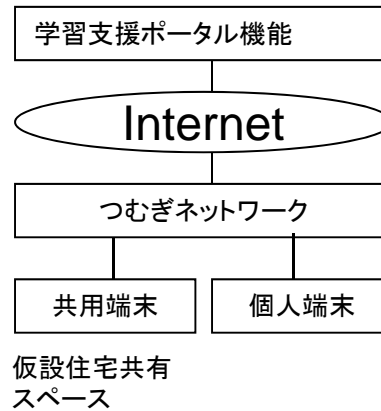 学習支援ポータル機能
Internet
つむぎネットワーク
共用端末
個人端末
仮設住宅共有
スペース